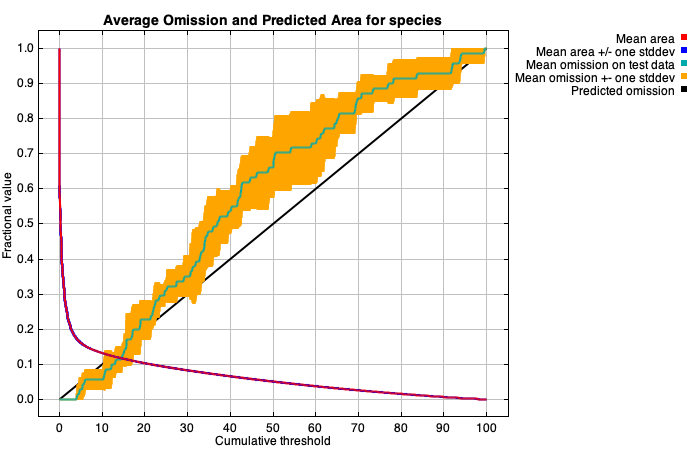 Average Omission and Predicted Area for species
Mean area
Mean area +/- one stddev
Mean omission on test data
Mean omission +- one stddev
Predicted omission
Fractional value
1.0
0.9
0.8
0.7
0.6
0.5
0.4
0.3
0.2
0.1
0.0
0 10 20 30 40 50 60 70 80 90 100
Cumulative threshold